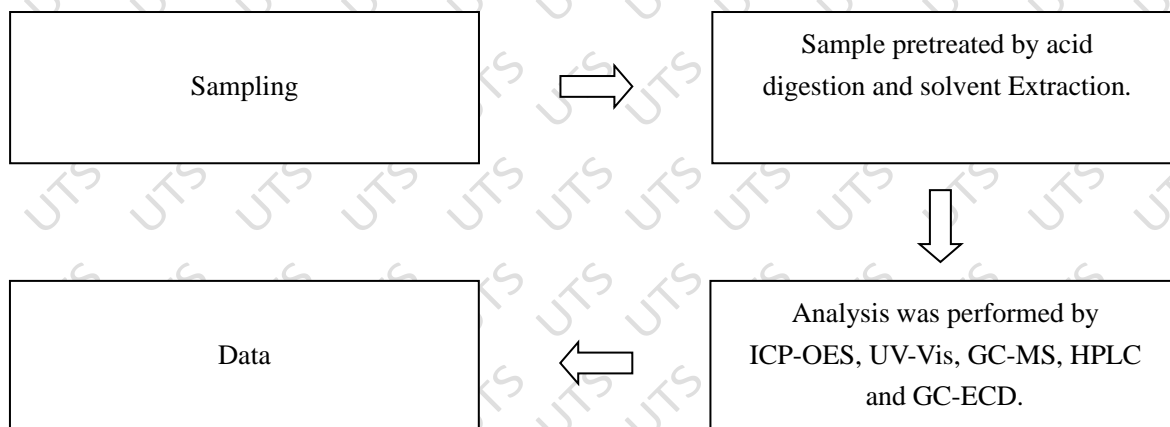 Sampling
Sample pretreated by acid
digestion and solvent Extraction.
Analysis was performed by
ICP-OES, UV-Vis, GC-MS, HPLC
and GC-ECD.
Data
UTS